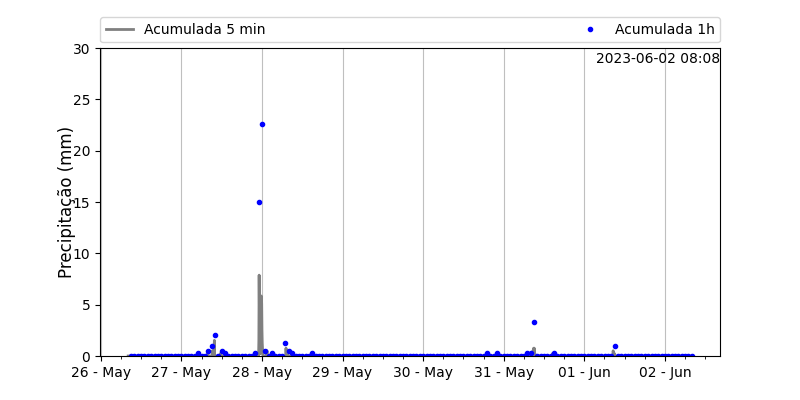 Acumulada 5 min
Acumulada 1h
2023-06-02 08:08
Precipitação (mm)
30
25
20
15
10
5
0
26 - May
27 - May
28 - May
29 - May
30 - May
31 - May
01 - Jun
02 - Jun